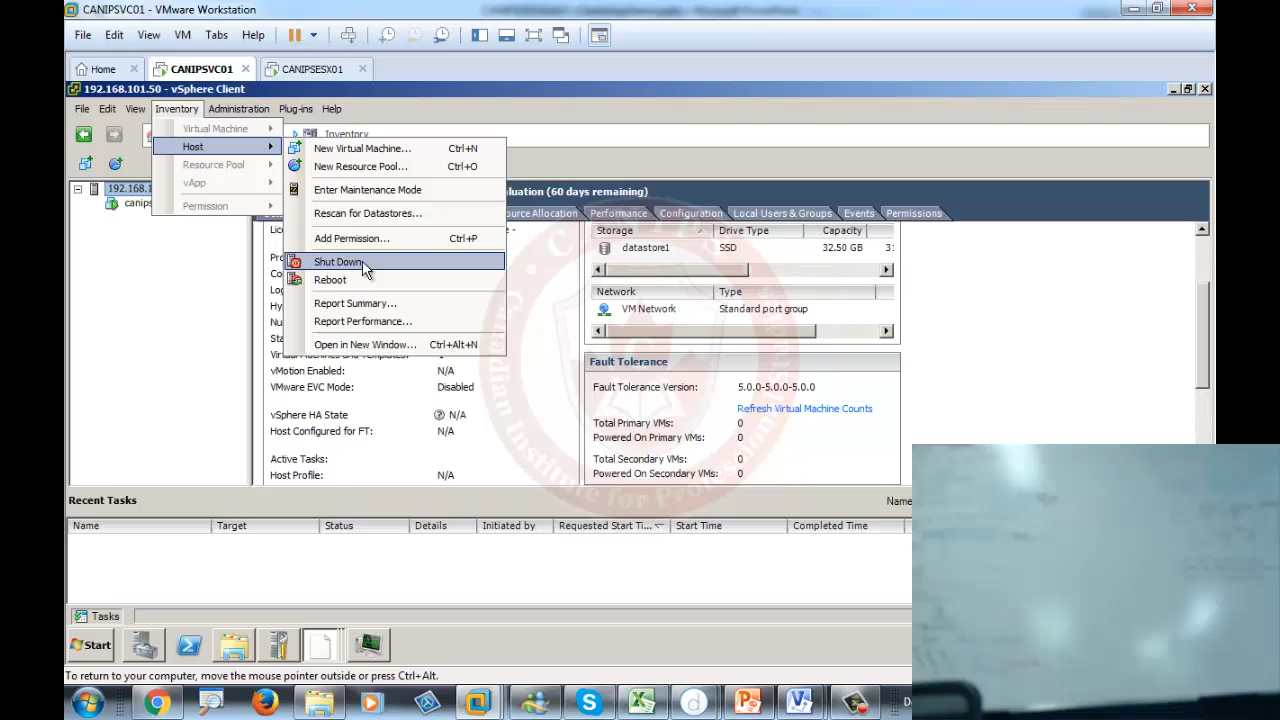 CANIPSVC01 - VMware Workstation
File Edit View VM Tabs Help
Home CANIPSVC01 CANIPSESX01
192.168.101.50 - vSphere Client
File Edit View Inventory Administration Plug-ins Help
Inventory
Virtual Machine
Host
Resource Pool
vApp
Permission
New Virtual Machine... Ctrl+N
New Resource Pool... Ctrl+O
Enter Maintenance Mode
Rescan for Datastores...
Add Permission... Ctrl+P
Shut Down
Reboot
Report Summary...
Report Performance...
Open in New Window... Ctrl+Alt+N
192.168.1
canips
luation (60 days remaining)
source Allocation Performance Configuration Local Users & Groups Events Permissions
Storage Drive Type Capacity
datastore1 SSD 32.50 GB 3
Network Type
VM Network Standard port group
Fault Tolerance
Fault Tolerance Version: 5.0.0-5.0.0-5.0.0
Refresh Virtual Machine Counts
Total Primary VMs: 0
Powered On Primary VMs: 0
Total Secondary VMs: 0
Powered On Secondary VMs: 0
vMotion Enabled: N/A
VMware EVC Mode: Disabled
vSphere HA State N/A
Host Configured for FT: N/A
Active Tasks:
Host Profile: N/A
Recent Tasks
Name
Name Target Status Details Initiated by Requested Start Ti... Start Time Completed Time
Tasks
Start
To return to your computer, move the mouse pointer outside or press Ctrl+Alt.